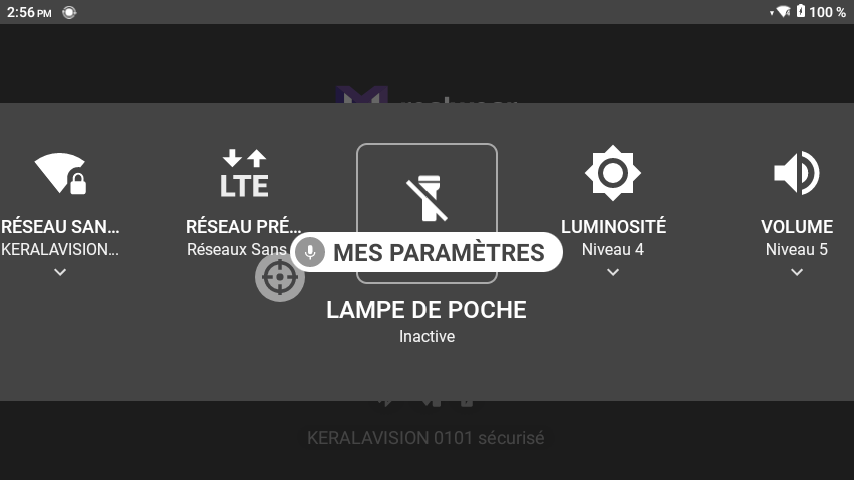 2:56 PM
100 %
LTE
RÉSEAU SAN...
KERALAVISION...
RÉSEAU PRÉ...
Réseaux Sans
MES PARAMÈTRES
LAMPE DE POCHE
Inactive
LUMINOSITÉ
Niveau 4
VOLUME
Niveau 5
KERALAVISION 0101 sécurisé